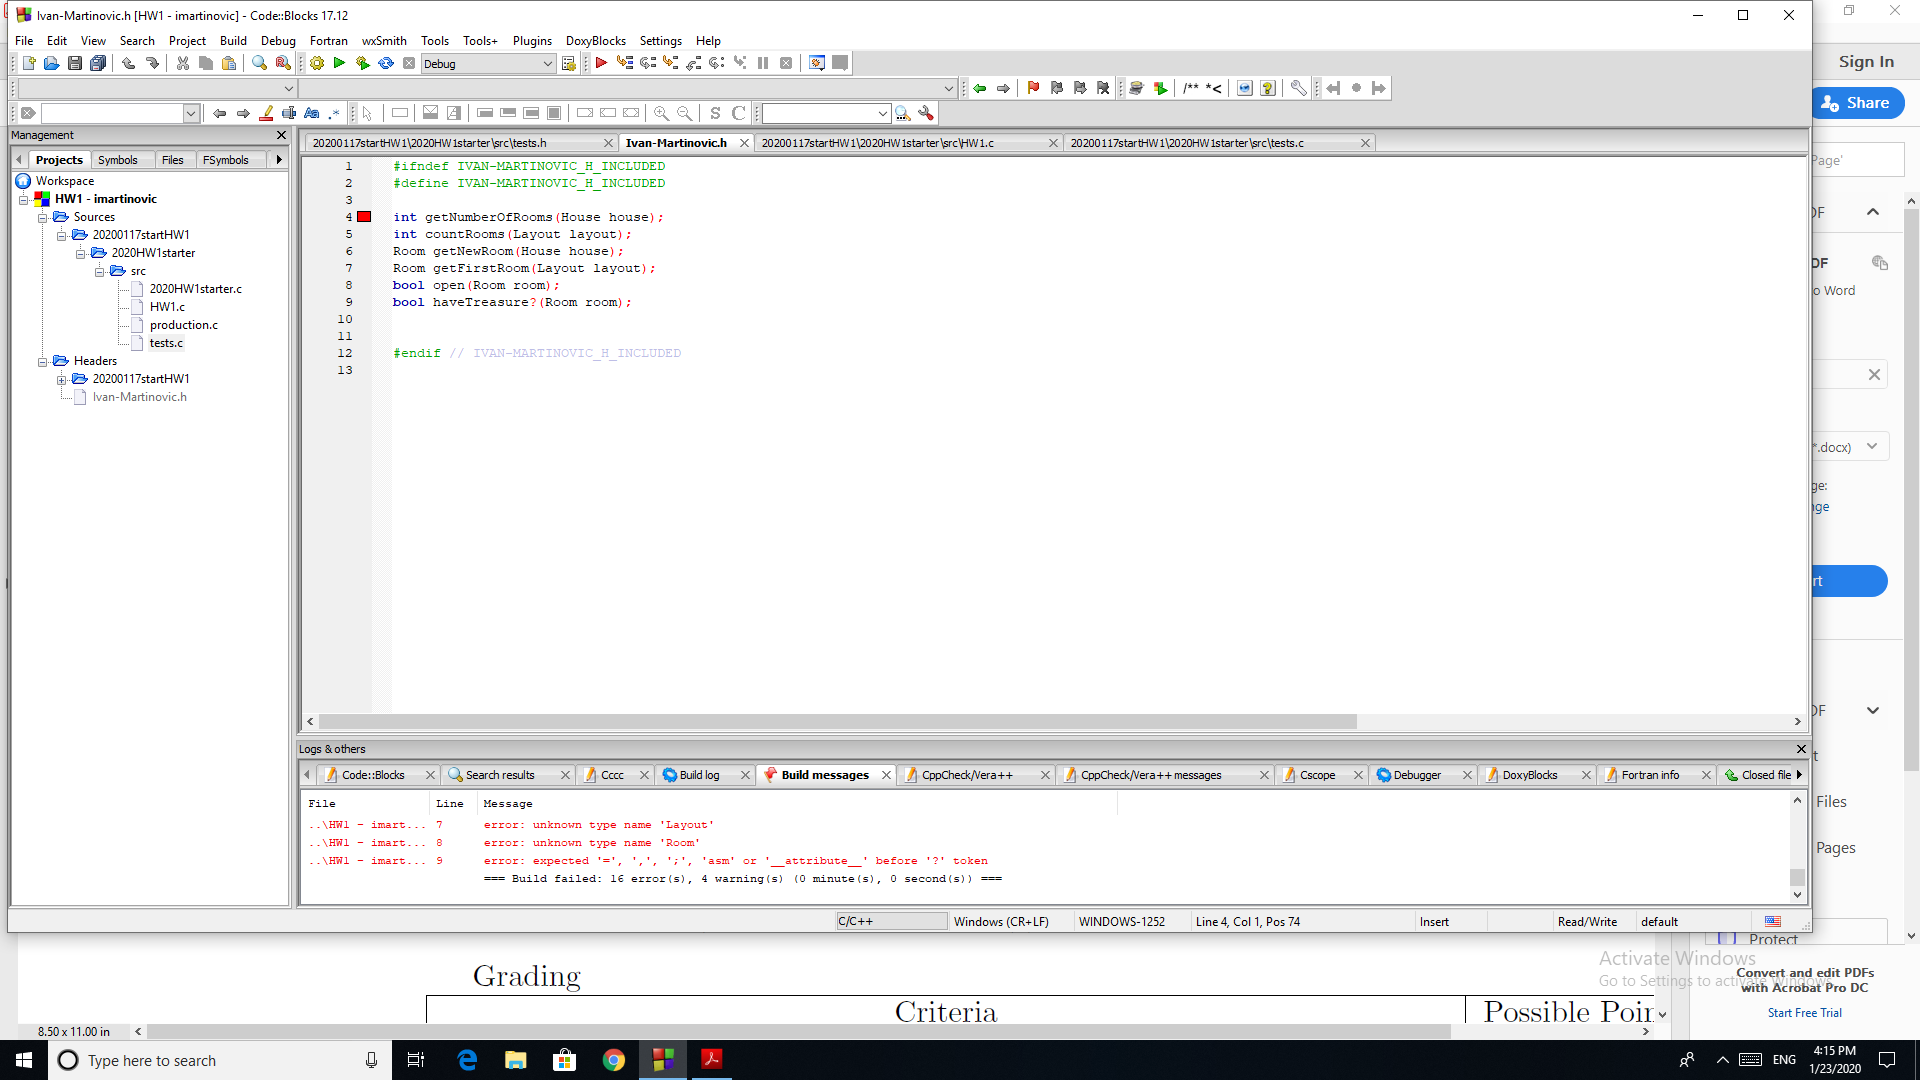 Ivan-Martinovic.h [HW1 - imartinovic] - Code::Blocks 17.12
File Edit View Search Project Build Debug Fortran wxSmith Tools Tools+ Plugins DoxyBlocks Settings Help
Sign In
Debug
/** *<
Share
Aa .*
S C
Management
Projects Symbols Files FSymbols
20200117startHW1\2020HW1starter\src\tests.h
Ivan-Martinovic.h
20200117startHW1\2020HW1starter\src\HW1.c
20200117startHW1\2020HW1starter\src\tests.c
Page'
Workspace
HW1 - imartinovic
Sources
20200117startHW1
2020HW1starter
src
2020HW1starter.c
HW1.c
production.c
tests.c
Headers
20200117startHW1
Ivan-Martinovic.h
1 #ifndef IVAN-MARTINOVIC_H_INCLUDED
2 #define IVAN-MARTINOVIC_H_INCLUDED
3
4 int getNumberOfRooms(House house);
5 int countRooms(Layout layout);
6 Room getNewRoom(House house);
7 Room getFirstRoom(Layout layout);
8 bool open(Room room);
9 bool haveTreasure?(Room room);
10
11
12 #endif // IVAN-MARTINOVIC_H_INCLUDED
13
DF
DF
o Word
*.docx)
ge:
age
rt
DF
t
Files
Pages
Protect
Logs & others
Code::Blocks Search results Cccc Build log Build messages CppCheck/Vera++ CppCheck/Vera++ messages Cscope Debugger DoxyBlocks Fortran info Closed file
File Line Message
..\HW1 - imart... 7 error: unknown type name 'Layout'
..\HW1 - imart... 8 error: unknown type name 'Room'
..\HW1 - imart... 9 error: expected '=', ',', ';', 'asm' or '__attribute__' before '?' token
=== Build failed: 16 error(s), 4 warning(s) (0 minute(s), 0 second(s)) ===
C/C++ Windows (CR+LF) WINDOWS-1252 Line 4, Col 1, Pos 74 Insert Read/Write default
Grading
Criteria
Possible Poin
8.50 x 11.00 in
Activate Windows
Go to Settings to activate Windows.
Convert and edit PDFs
with Acrobat Pro DC
Start Free Trial
Type here to search
ENG
4:15 PM
1/23/2020